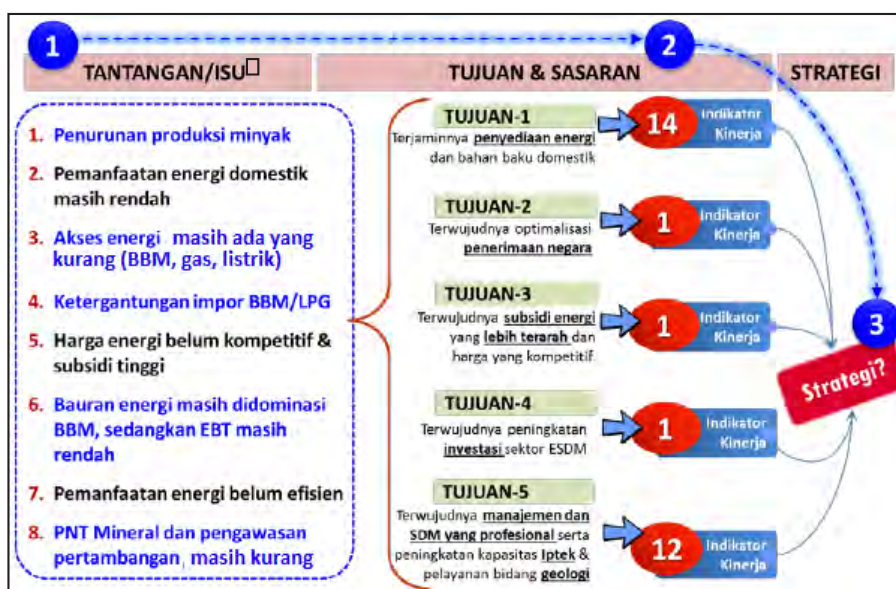 1
2
TANTANGAN/ISU□
TUJUAN & SASARAN
STRATEGI
1. Penurunan produksi minyak
2. Pemanfaatan energi domestik
masih rendah
3. Akses energi masih ada yang
kurang (BBM, gas, listrik)
4. Ketergantungan impor BBM/LPG
5. Harga energi belum kompetitif &
subsidi tinggi
6. Bauran energi masih didominasi
BBM, sedangkan EBT masih
rendah
7. Pemanfaatan energi belum efisien
8. PNT Mineral dan pengawasan
pertambangan, masih kurang
TUJUAN-1
Terjaminnya penyediaan energi
dan bahan baku domestik
14
Indikator
Kinerja
TUJUAN-2
Terwujudnya optimalisasi
penerimaan negara
1
Indikator
Kinerja
TUJUAN-3
Terwujudnya subsidi energi
yang lebih terarah dan
harga yang kompetitif
1
Indikator
Kinerja
TUJUAN-4
Terwujudnya peningkatan
investasi sektor ESDM
1
Indikator
Kinerja
TUJUAN-5
Terwujudnya manajemen dan
SDM yang profesional serta
peningkatan kapasitas Iptek &
pelayanan bidang geologi
12
Indikator
Kinerja
3
Strategi?